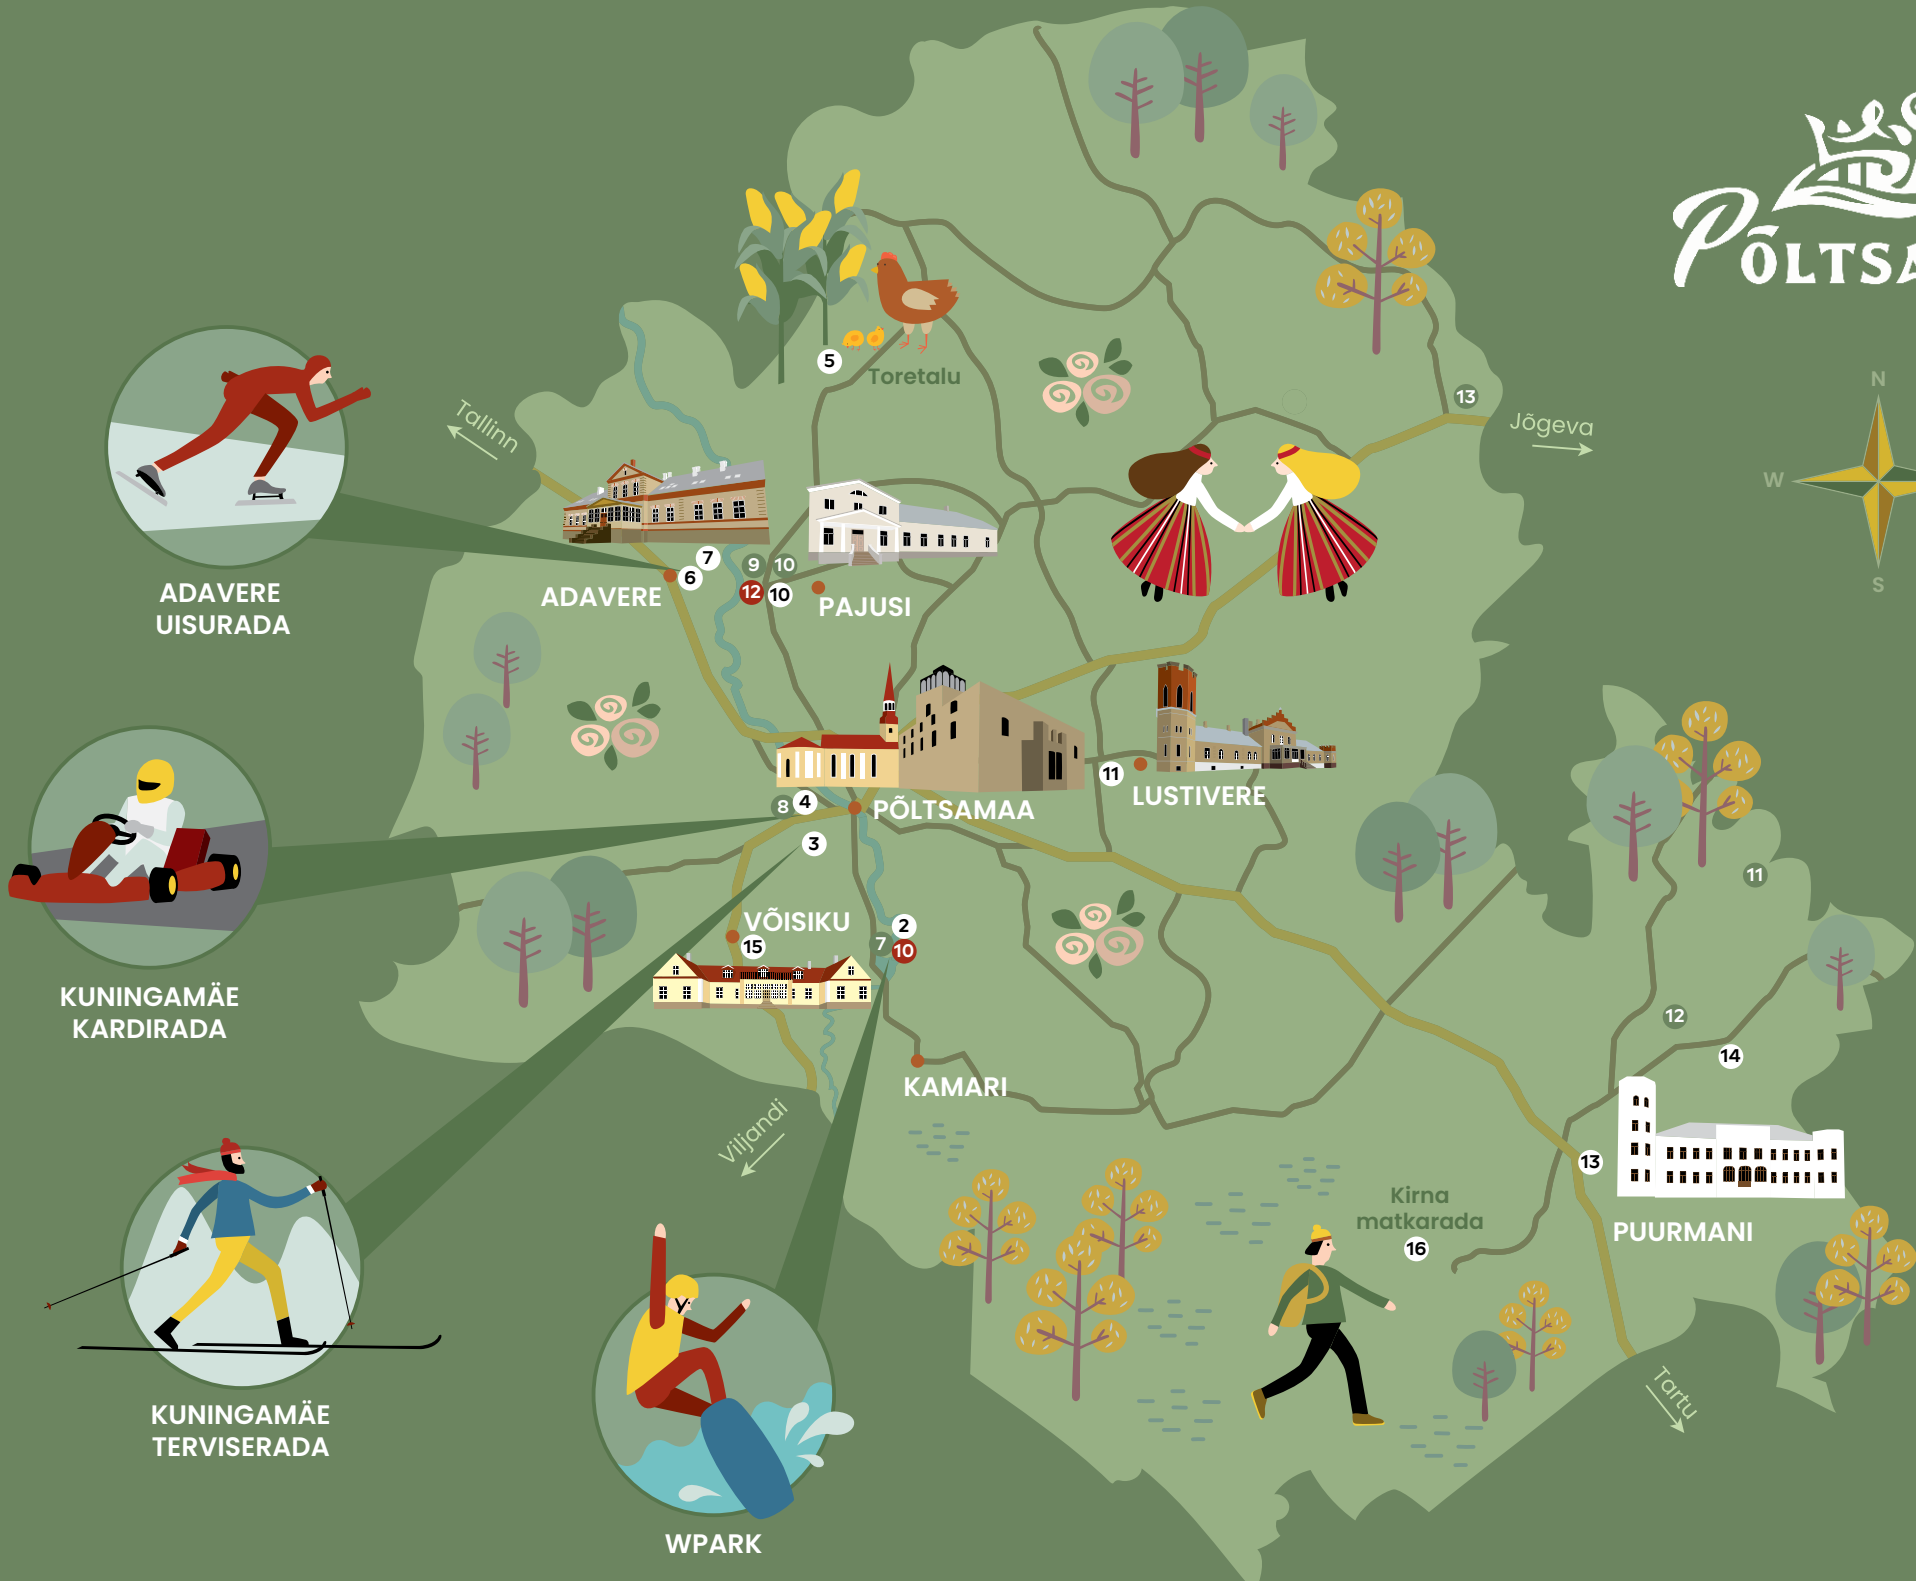 PÕLTSA
N
W
S
Tallinn
Jõgeva
5
Toretalu
13
ADAVERE
UISURADA
7
6
9
10
12
10
ADAVERE
PAJUSI
11
LUSTIVERE
8
4
PÕLTSAMAA
3
11
KUNINGAMÄE
KARDIRADA
VÕISIKU
15
2
7
10
12
14
KAMARI
Viljandi
13
PUURMANI
Kirna
matkarada
16
KUNINGAMÄE
TERVISERADA
Tartu
WPARK